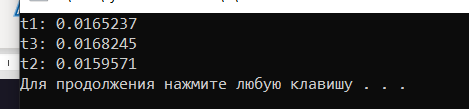 t1: 0.0165237
t3: 0.0168245
t2: 0.0159571
Для продолжения нажмите любую клавишу . . .